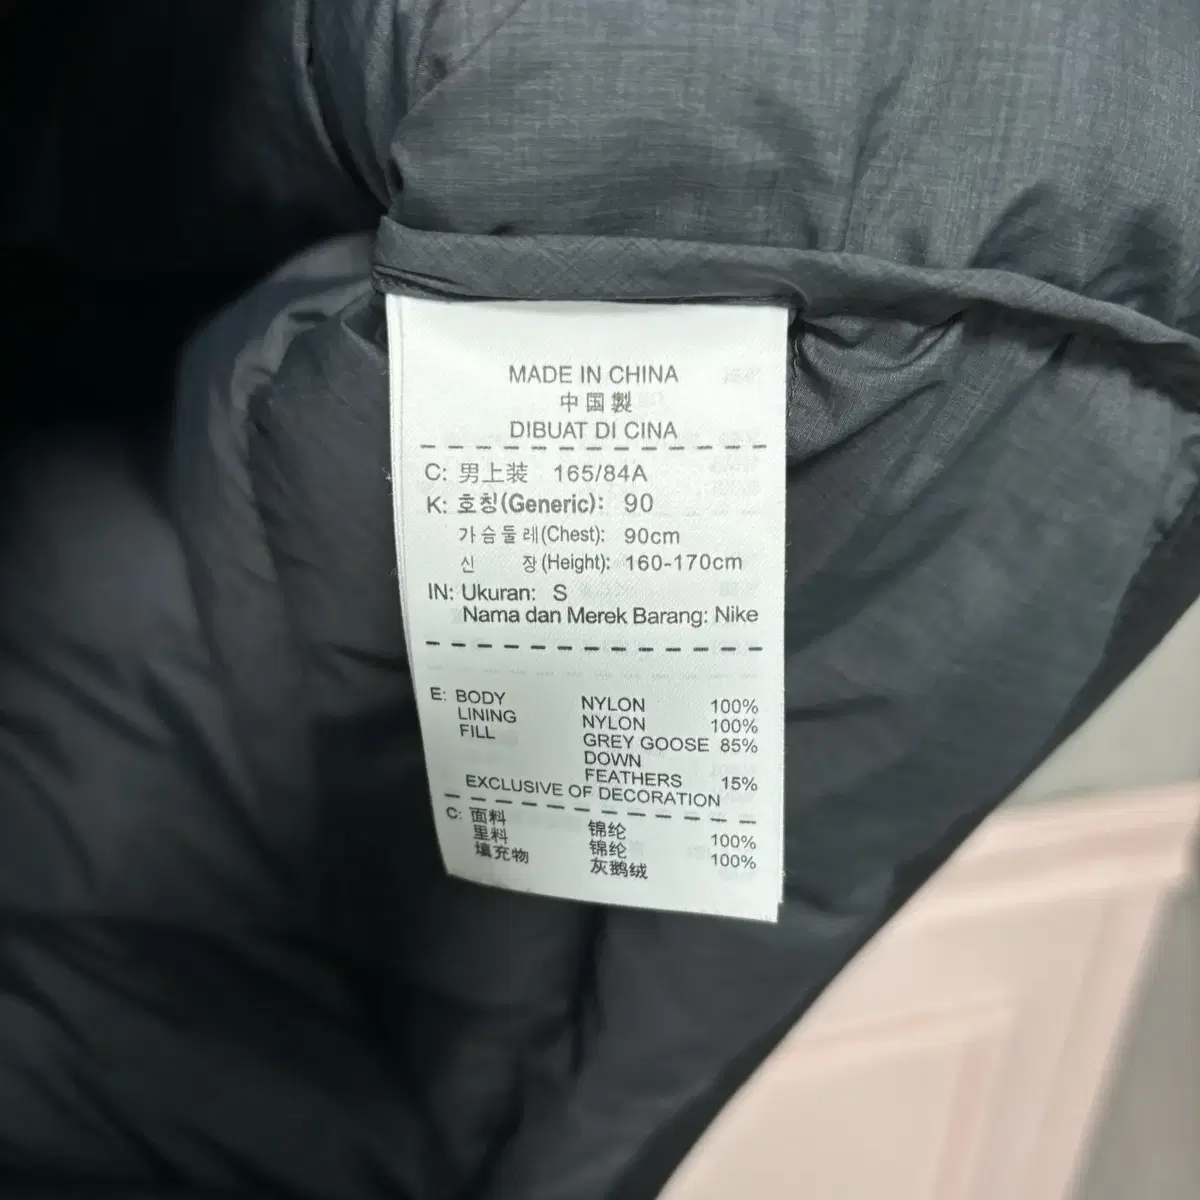 MADE IN CHINA
中国製
DIBUAT DI CINA
C: 男上装 165/84A
K: 호칭(Generic): 90
가슴둘레(Chest): 90cm
신 장(Height): 160-170cm
IN: Ukuran: S
Nama dan Merek Barang: Nike
E: BODY NYLON 100%
LINING NYLON 100%
FILL GREY GOOSE 85%
DOWN
FEATHERS 15%
EXCLUSIVE OF DECORATION
C: 面料 锦纶 100%
里料 锦纶 100%
填充物 灰鹅绒